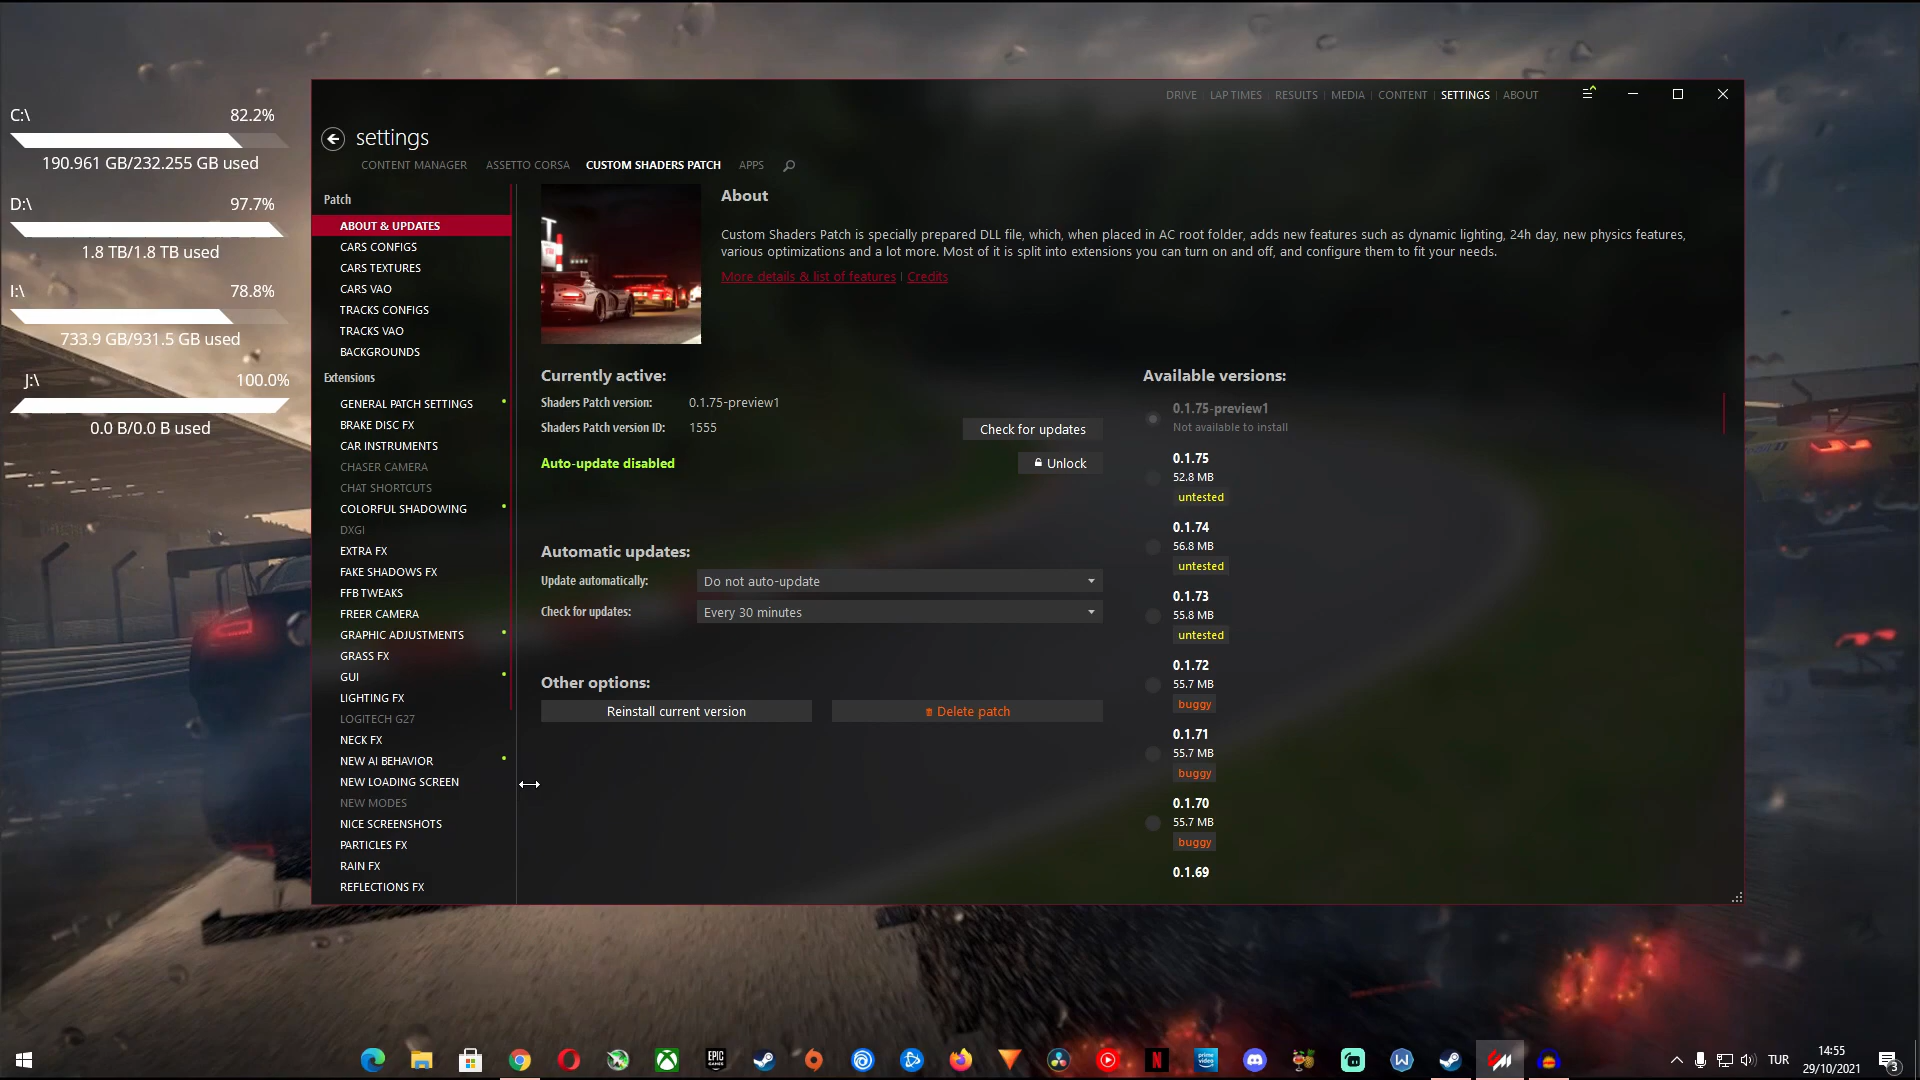 C:\ 82.2%
190.961 GB/232.255 GB used
D:\ 97.7%
1.8 TB/1.8 TB used
I:\ 78.8%
733.9 GB/931.5 GB used
J:\ 100.0%
0.0 B/0.0 B used
DRIVE | LAP TIMES | RESULTS | MEDIA | CONTENT | SETTINGS | ABOUT
settings
CONTENT MANAGER ASSETTO CORSA CUSTOM SHADERS PATCH APPS
Patch
ABOUT & UPDATES
CARS CONFIGS
CARS TEXTURES
CARS VAO
TRACKS CONFIGS
TRACKS VAO
BACKGROUNDS
Extensions
GENERAL PATCH SETTINGS
BRAKE DISC FX
CAR INSTRUMENTS
CHASER CAMERA
CHAT SHORTCUTS
COLORFUL SHADOWING
DXGI
EXTRA FX
FAKE SHADOWS FX
FFB TWEAKS
FREER CAMERA
GRAPHIC ADJUSTMENTS
GRASS FX
GUI
LIGHTING FX
LOGITECH G27
NECK FX
NEW AI BEHAVIOR
NEW LOADING SCREEN
NEW MODES
NICE SCREENSHOTS
PARTICLES FX
RAIN FX
REFLECTIONS FX
About
Custom Shaders Patch is specially prepared DLL file, which, when placed in AC root folder, adds new features such as dynamic lighting, 24h day, new physics features,
various optimizations and a lot more. Most of it is split into extensions you can turn on and off, and configure them to fit your needs.
More details & list of features | Credits
Currently active:
Shaders Patch version: 0.1.75-preview1
Shaders Patch version ID: 1555
Check for updates
Auto-update disabled
Unlock
Automatic updates:
Update automatically: Do not auto-update
Check for updates: Every 30 minutes
Other options:
Reinstall current version
Delete patch
Available versions:
0.1.75-preview1
Not available to install
0.1.75
52.8 MB
untested
0.1.74
56.8 MB
untested
0.1.73
55.8 MB
untested
0.1.72
55.7 MB
buggy
0.1.71
55.7 MB
buggy
0.1.70
55.7 MB
buggy
0.1.69
EPIC
GAMES
prime
video
TUR
14:55
29/10/2021
3